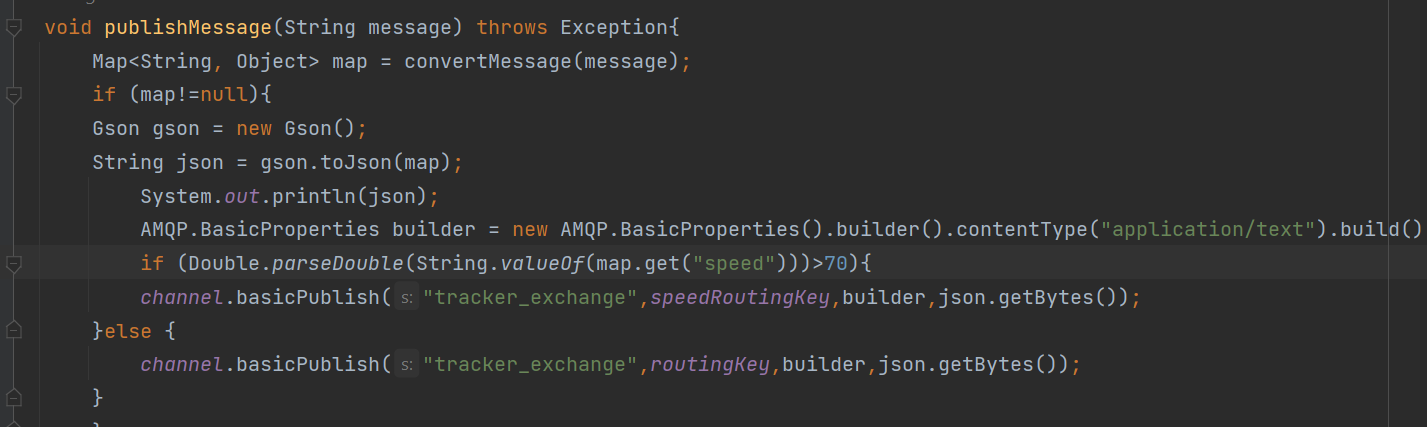 void publishMessage(String message) throws Exception{
Map<String, Object> map = convertMessage(message);
if (map!=null){
Gson gson = new Gson();
String json = gson.toJson(map);
System.out.println(json);
AMQP.BasicProperties builder = new AMQP.BasicProperties().builder().contentType("application/text").build()
if (Double.parseDouble(String.valueOf(map.get("speed")))>70){
channel.basicPublish( s: "tracker_exchange",speedRoutingKey,builder,json.getBytes());
}else {
channel.basicPublish( s: "tracker_exchange",routingKey,builder,json.getBytes());
}
}